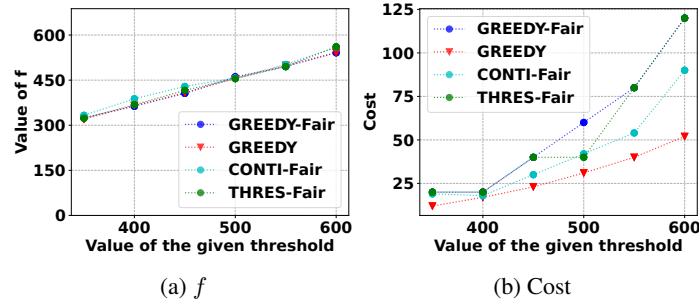 600
450
300
150
0
Value of f
GREEDY-Fair
GREEDY
CONTI-Fair
THRES-Fair
400 500 600
Value of the given threshold
(a) f
125
100
75
50
25
Cost
GREEDY-Fair
GREEDY
CONTI-Fair
THRES-Fair
400 500 600
Value of the given threshold
(b) Cost